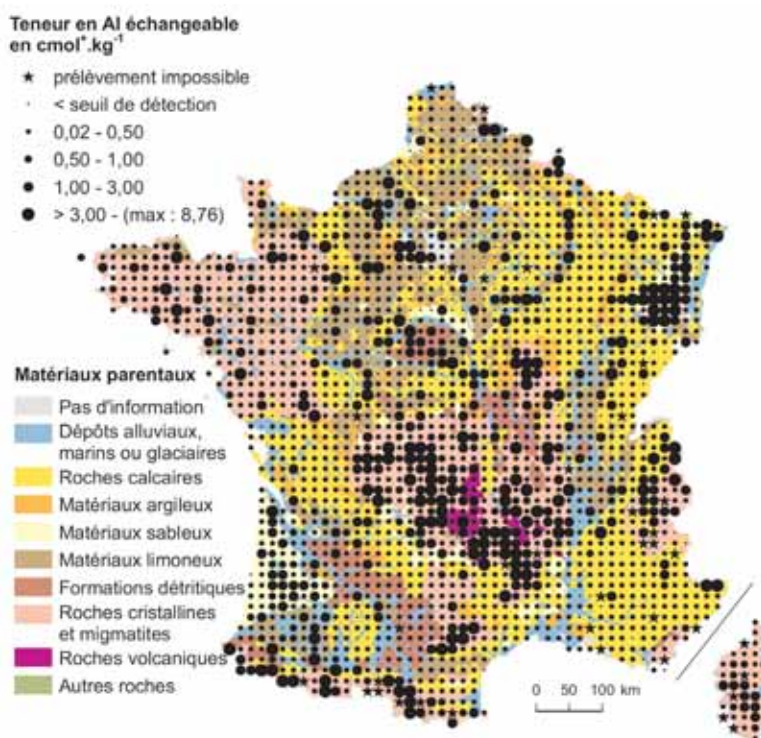 Teneur en Al échangeable
en cmol⁺.kg⁻¹
prélèvement impossible
< seuil de détection
0,02 - 0,50
0,50 - 1,00
1,00 - 3,00
> 3,00 - (max : 8,76)
Matériaux parentaux
Pas d'information
Dépôts alluviaux,
marins ou glaciaires
Roches calcaires
Matériaux argileux
Matériaux sableux
Matériaux limoneux
Formations détritiques
Roches cristallines
et migmatites
Roches volcaniques
Autres roches
0 50 100 km